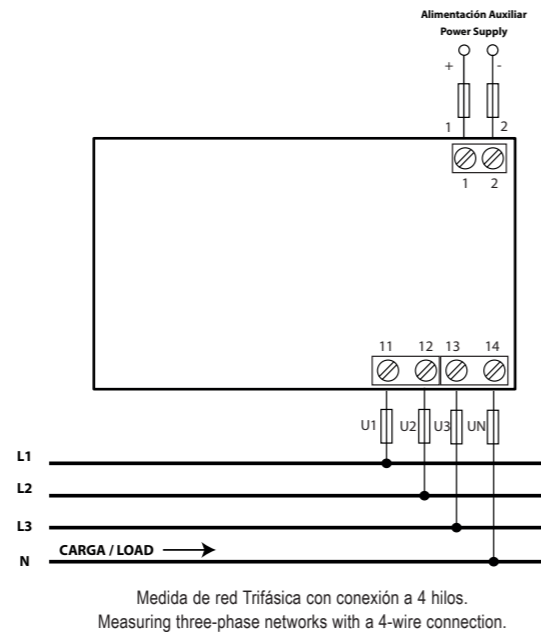 Alimentación Auxiliar
Power Supply
+ -
1 2
1 2
11 12 13 14
U1 U2 U3 UN
L1
L2
L3
CARGA / LOAD
N
Medida de red Trifásica con conexión a 4 hilos.
Measuring three-phase networks with a 4-wire connection.